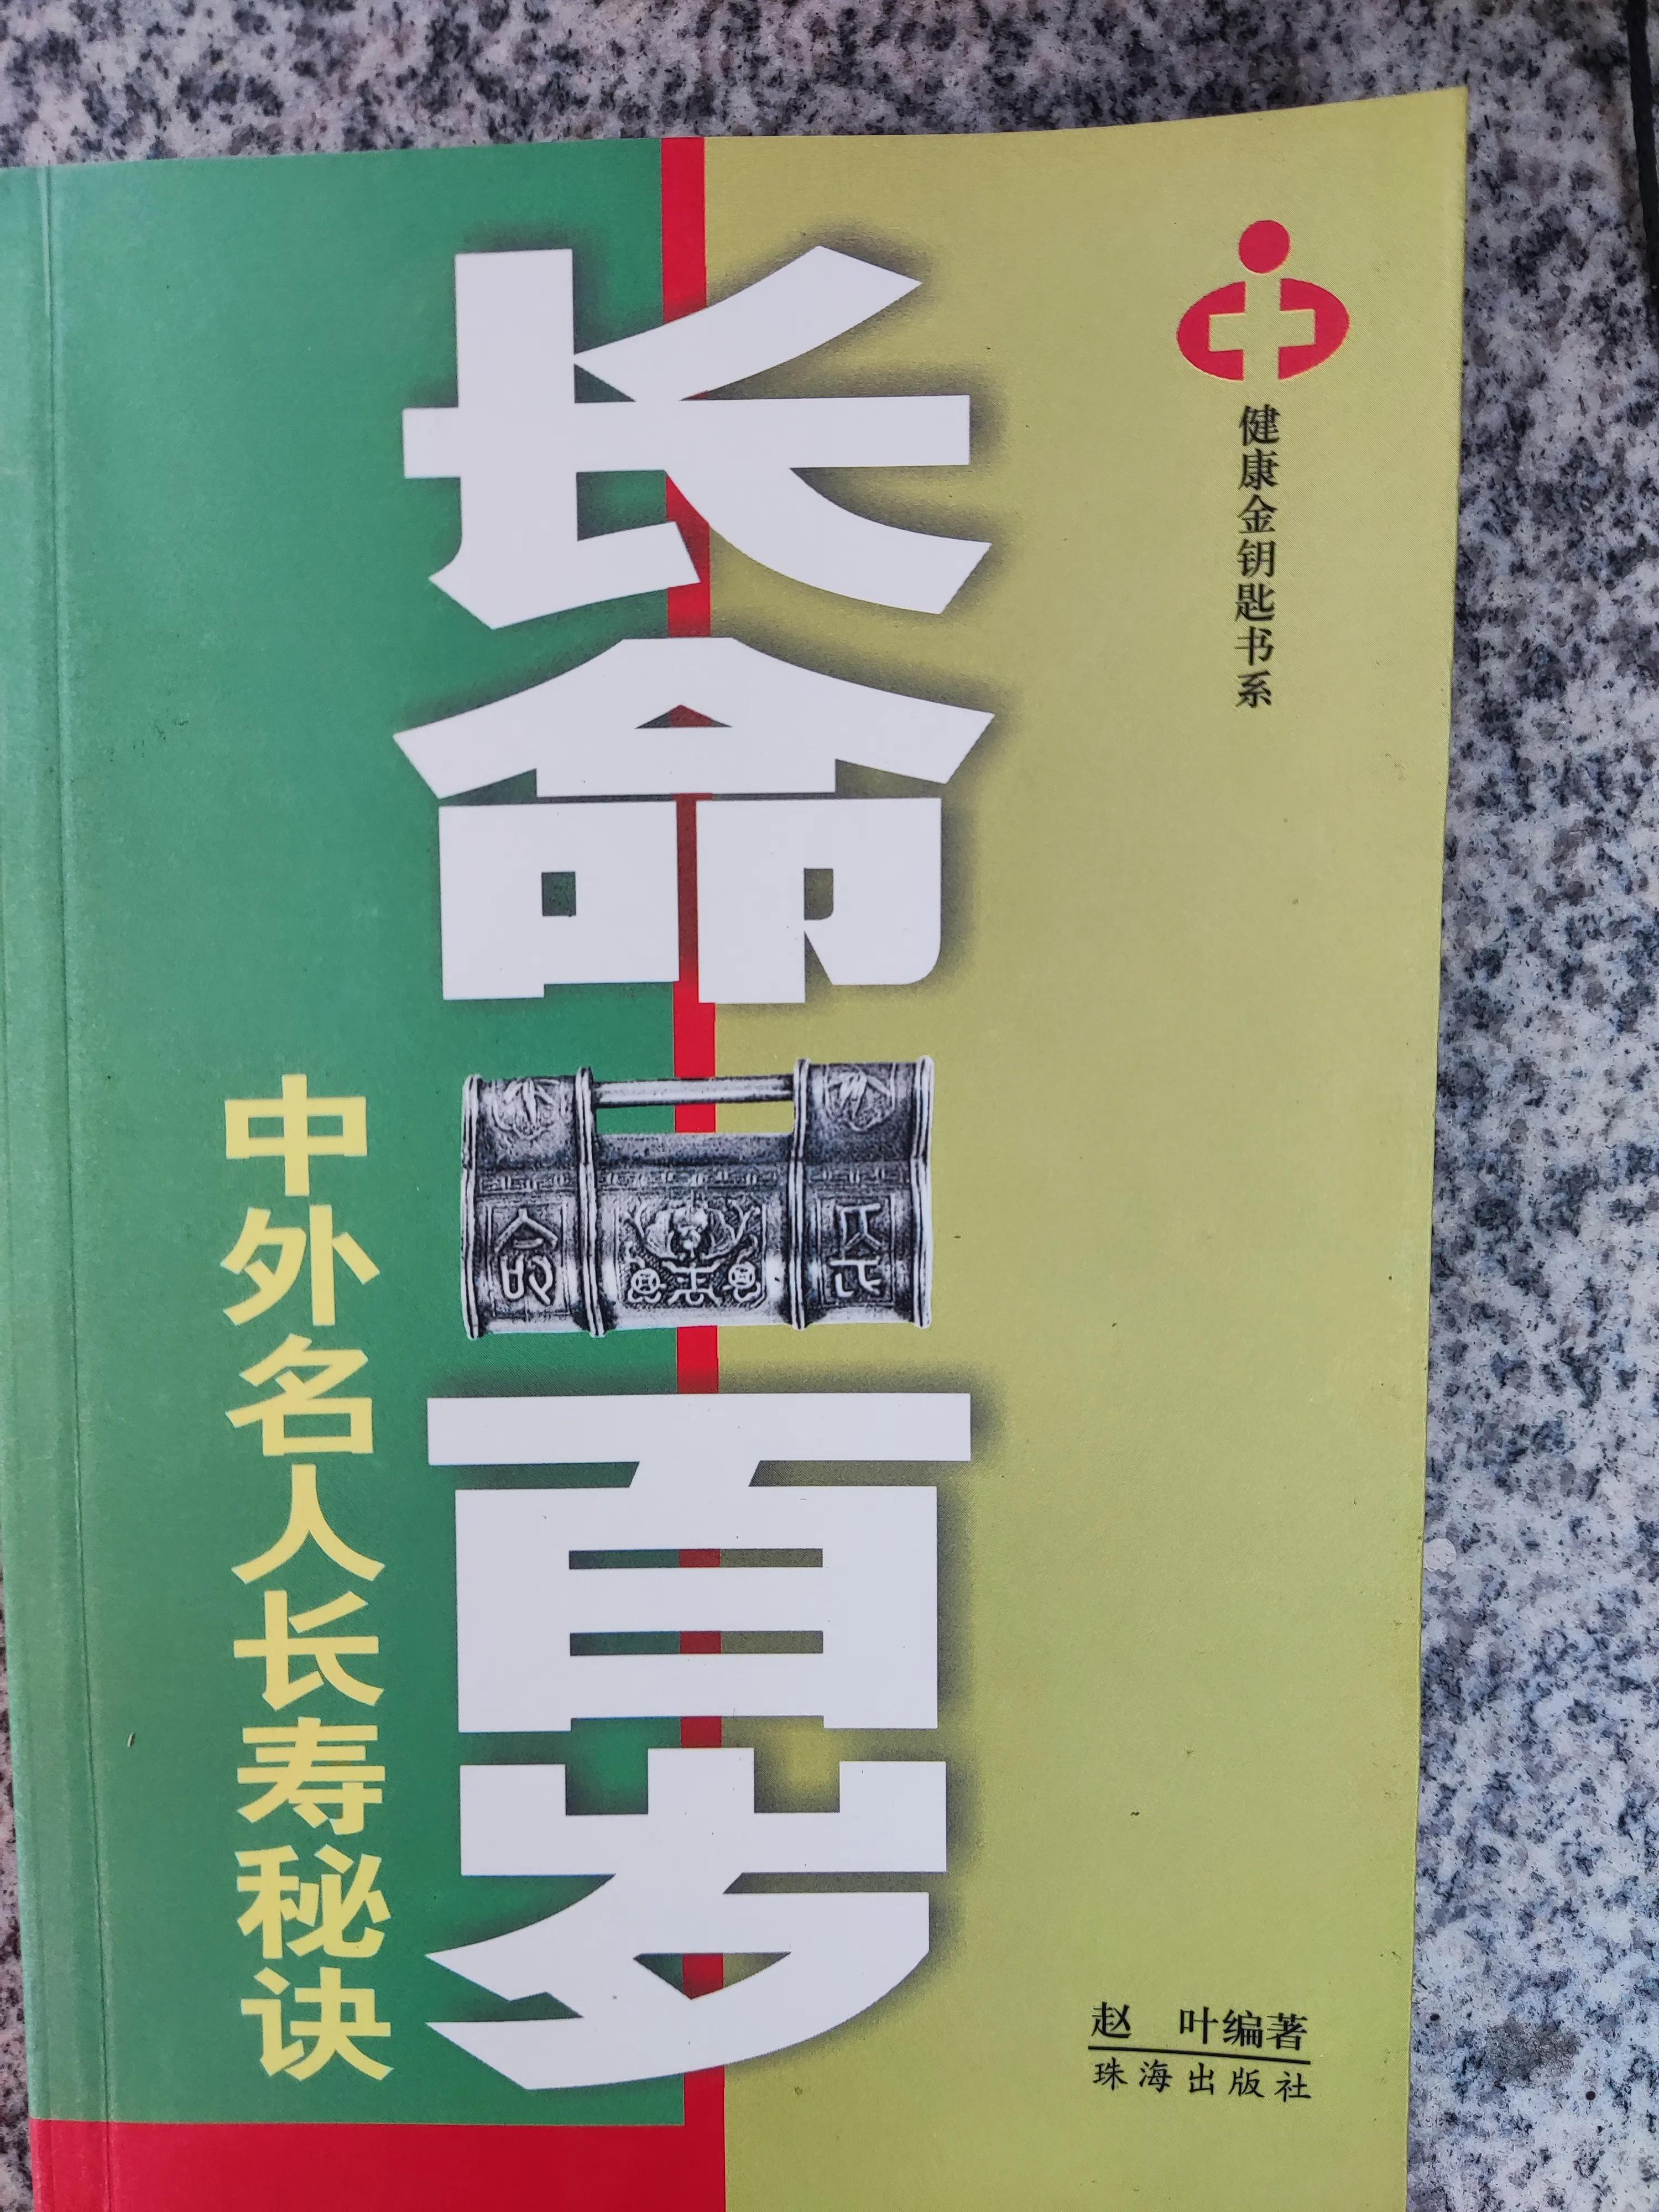 长命百岁
中外名人长寿秘诀
健康金钥匙书系
赵 叶编著
珠海出版社